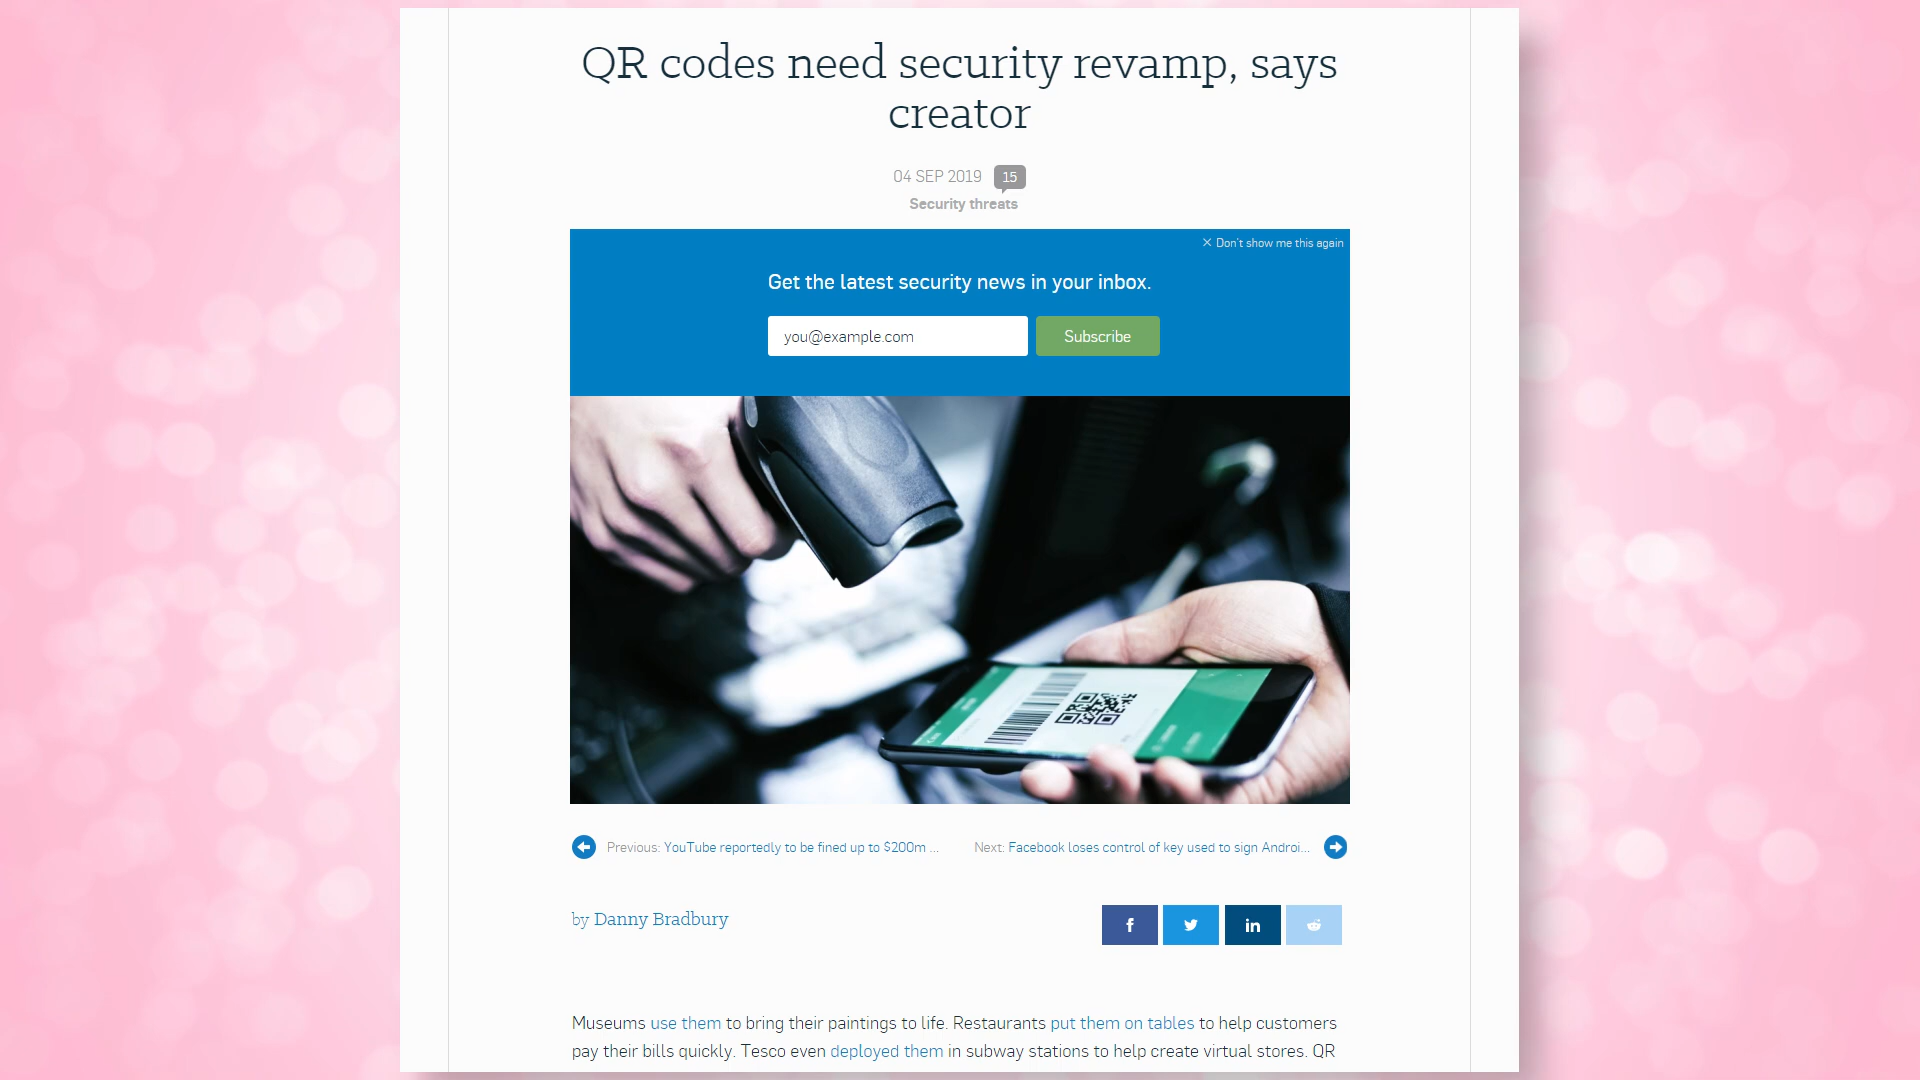 QR codes need security revamp, says
creator
04 SEP 2019 15
Security threats
× Don't show me this again
Get the latest security news in your inbox.
you@example.com Subscribe
Previous: YouTube reportedly to be fined up to $200m ... Next: Facebook loses control of key used to sign Androi...
by Danny Bradbury
Museums use them to bring their paintings to life. Restaurants put them on tables to help customers
pay their bills quickly. Tesco even deployed them in subway stations to help create virtual stores. QR